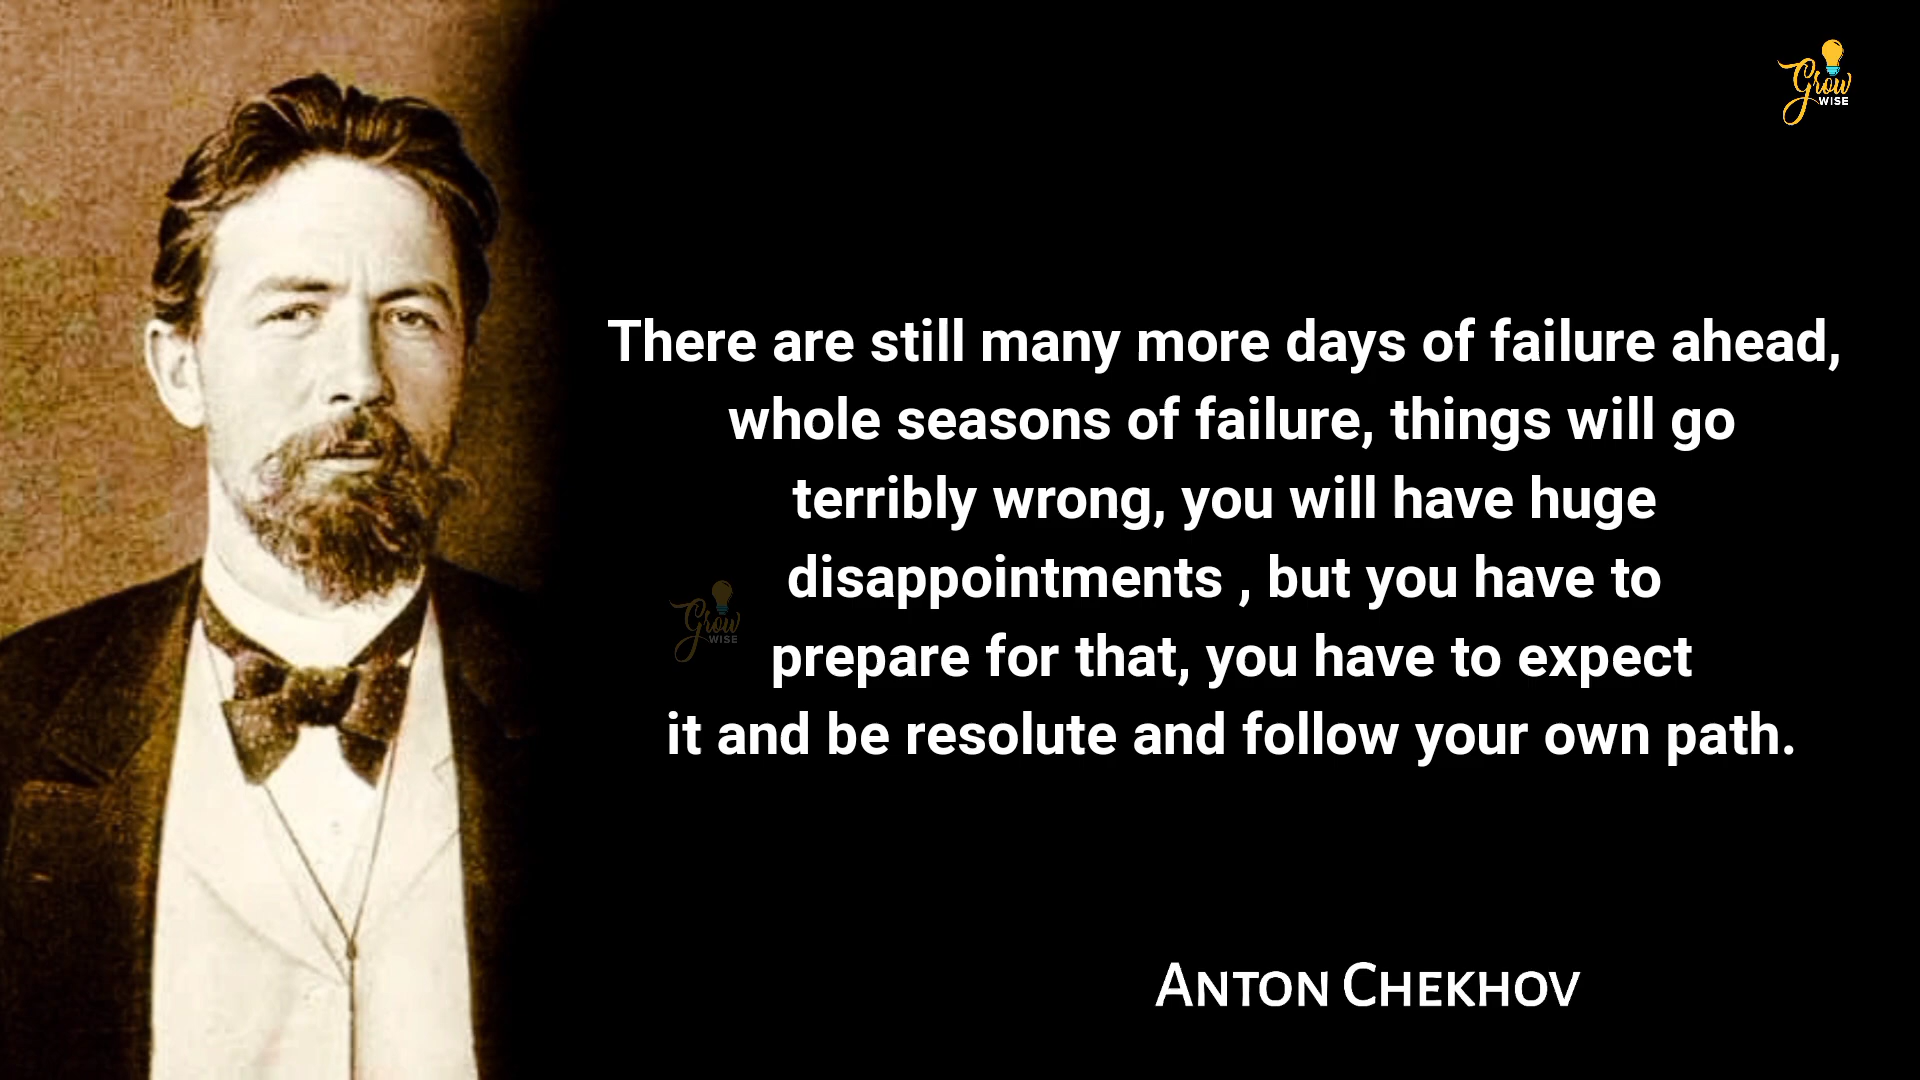 Grow
WISE
There are still many more days of failure ahead,
whole seasons of failure, things will go
terribly wrong, you will have huge
disappointments , but you have to
Grow
WISE
prepare for that, you have to expect
it and be resolute and follow your own path.
ANTON CHEKHOV